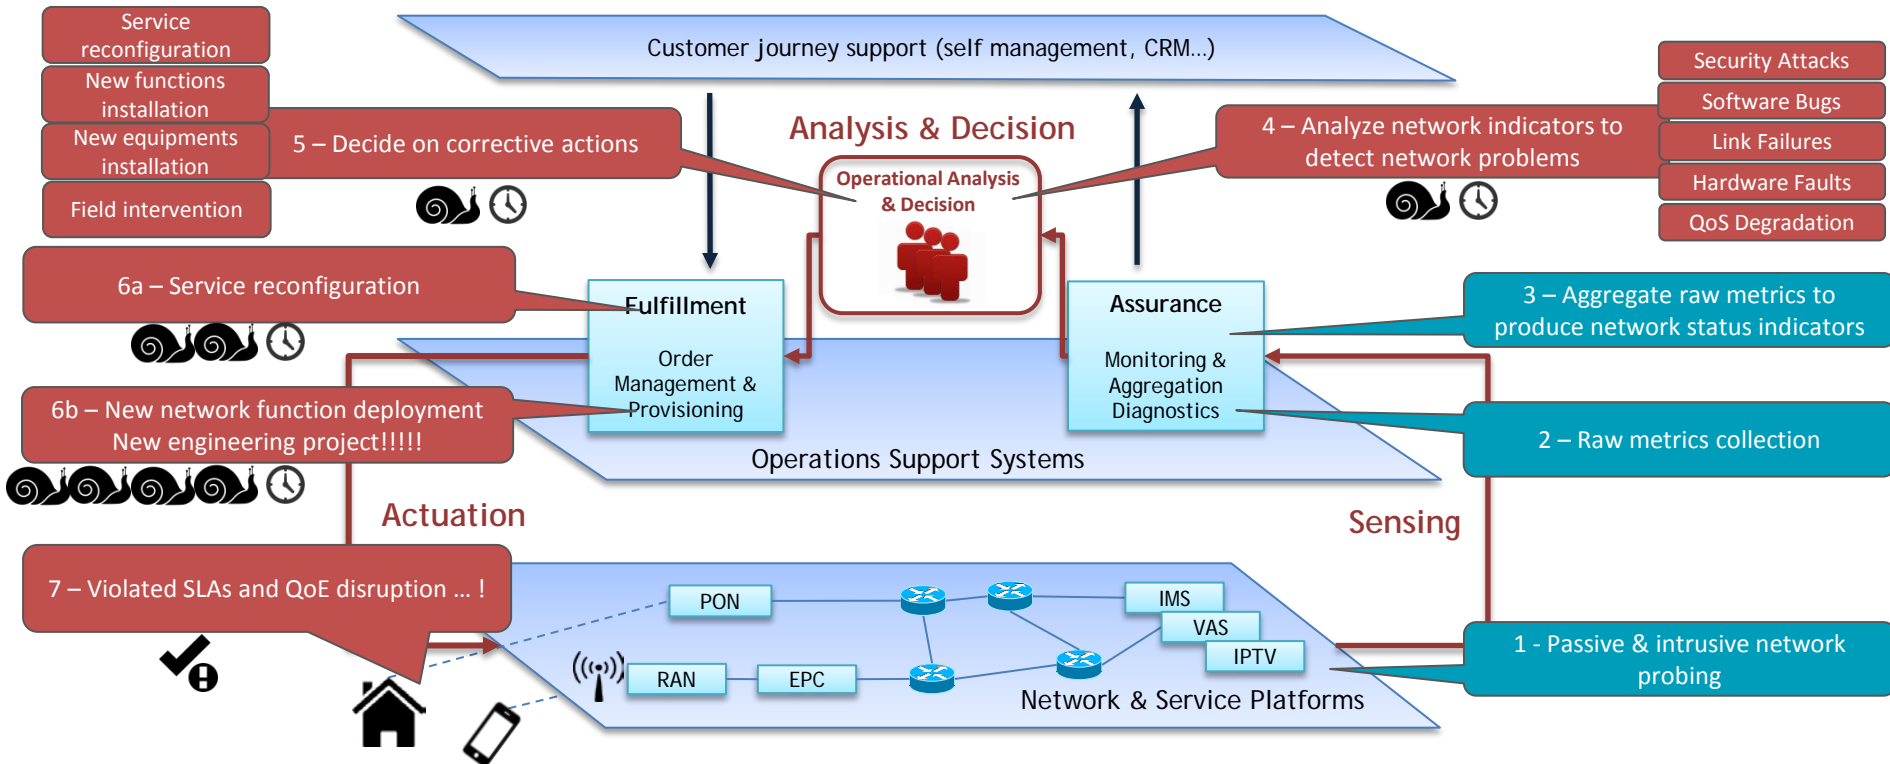 Service
reconfiguration
New functions
installation
New equipments
installation
Field intervention
5 – Decide on corrective actions
Customer journey support (self management, CRM...)
Analysis & Decision
Operational Analysis
& Decision
4 – Analyze network indicators to
detect network problems
Security Attacks
Software Bugs
Link Failures
Hardware Faults
QoS Degradation
6a – Service reconfiguration
Fulfillment
Order
Management &
Provisioning
Assurance
Monitoring &
Aggregation
Diagnostics
3 – Aggregate raw metrics to
produce network status indicators
6b – New network function deployment
New engineering project!!!!!
2 – Raw metrics collection
Operations Support Systems
Actuation
Sensing
7 – Violated SLAs and QoE disruption ... !
PON
IMS
VAS
IPTV
RAN
EPC
Network & Service Platforms
1 - Passive & intrusive network
probing